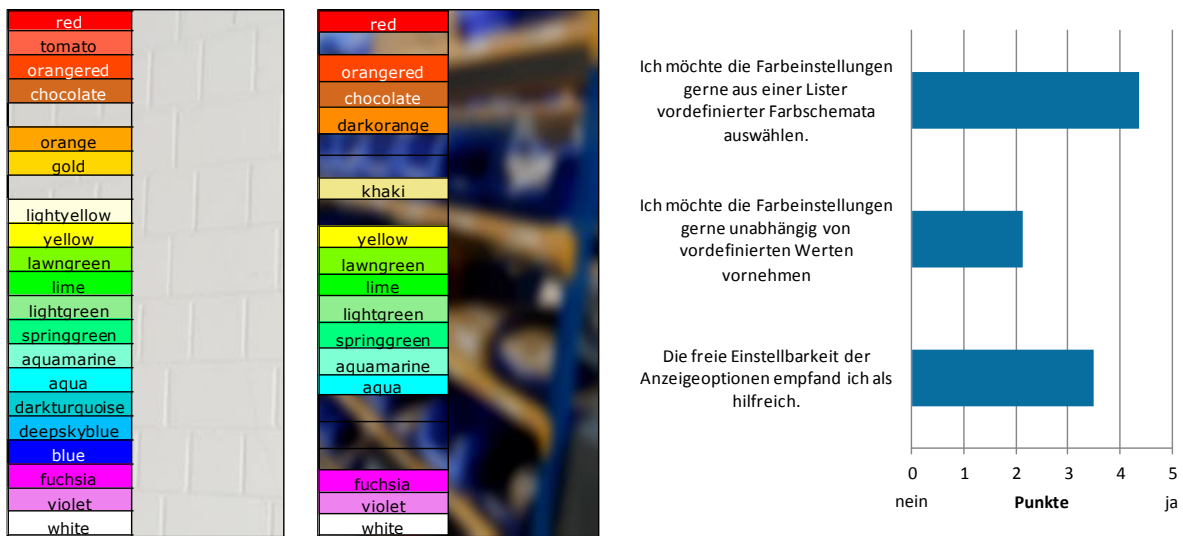 red
tomato
orangered
chocolate
orange
gold
lightyellow
yellow
lawngreen
lime
lightgreen
springgreen
aquamarine
aqua
darkturquoise
deepskyblue
blue
fuchsia
violet
white
red
orangered
chocolate
darkorange
khaki
yellow
lawngreen
lime
lightgreen
springgreen
aquamarine
aqua
fuchsia
violet
white
Ich möchte die Farbeinstellungen
gerne aus einer Lister
vordefinierter Farbschemata
auswählen.
Ich möchte die Farbeinstellungen
gerne unabhängig von
vordefinierten Werten
vornehmen
Die freie Einstellbarkeit der
Anzeigeoptionen empfand ich als
hilfreich.
0 1 2 3 4 5
nein Punkte ja